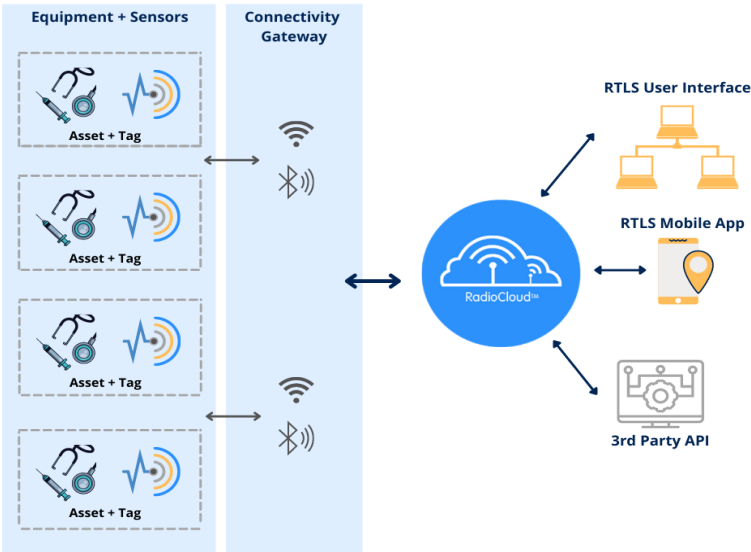 Equipment + Sensors
Connectivity
Gateway
Asset + Tag
Asset + Tag
Asset + Tag
Asset + Tag
RadioCloud™
RTLS User Interface
RTLS Mobile App
3rd Party API